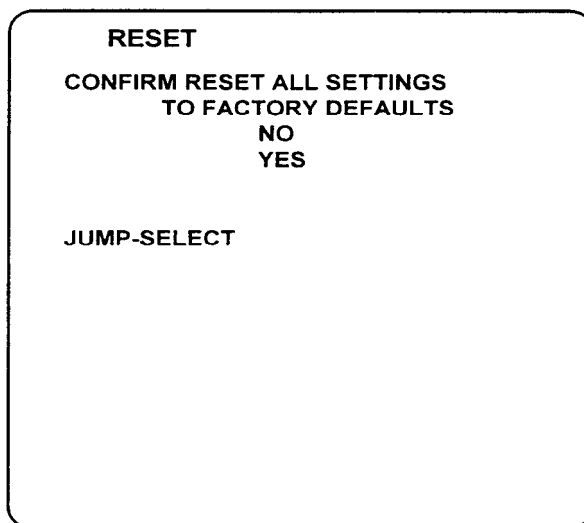 RESET
CONFIRM RESET ALL SETTINGS
TO FACTORY DEFAULTS
NO
YES
JUMP-SELECT